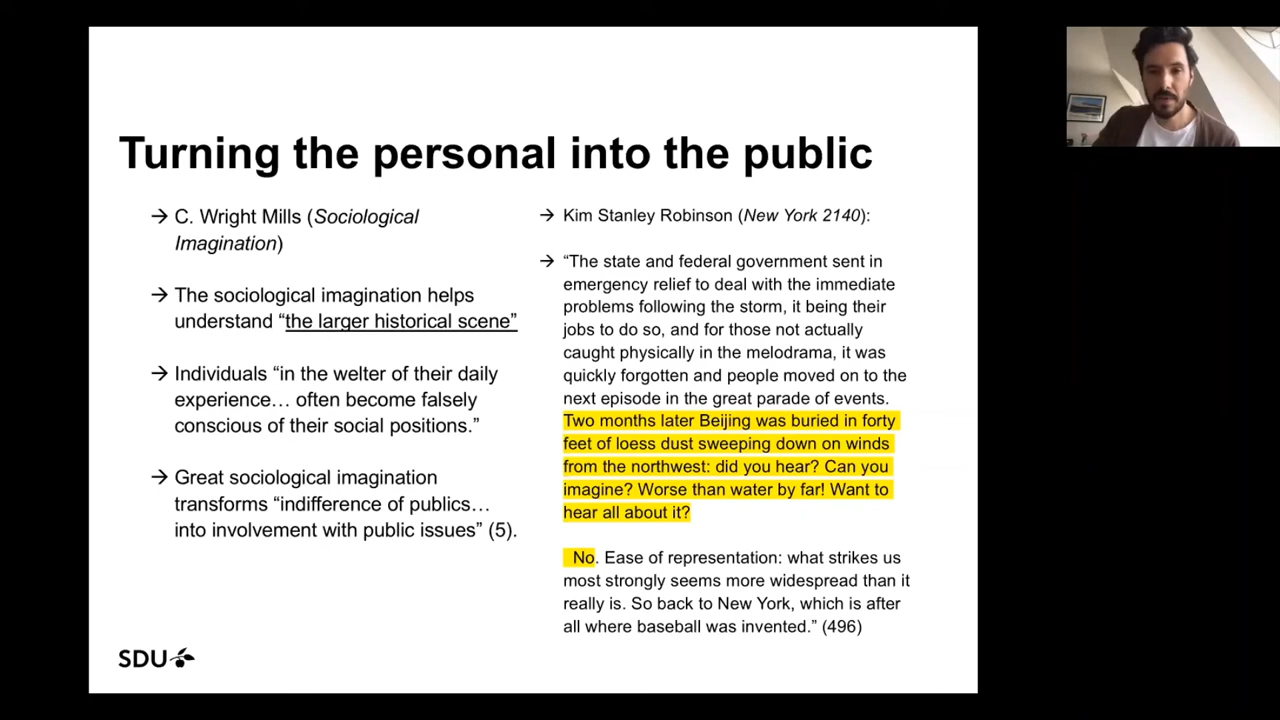 Turning the personal into the public
→ C. Wright Mills (Sociological
Imagination)
→ The sociological imagination helps
understand “the larger historical scene”
→ Individuals “in the welter of their daily
experience… often become falsely
conscious of their social positions.”
→ Great sociological imagination
transforms “indifference of publics…
into involvement with public issues” (5).
→ Kim Stanley Robinson (New York 2140):
→ “The state and federal government sent in
emergency relief to deal with the immediate
problems following the storm, it being their
jobs to do so, and for those not actually
caught physically in the melodrama, it was
quickly forgotten and people moved on to the
next episode in the great parade of events.
Two months later Beijing was buried in forty
feet of loess dust sweeping down on winds
from the northwest: did you hear? Can you
imagine? Worse than water by far! Want to
hear all about it?
No. Ease of representation: what strikes us
most strongly seems more widespread than it
really is. So back to New York, which is after
all where baseball was invented.” (496)
SDU